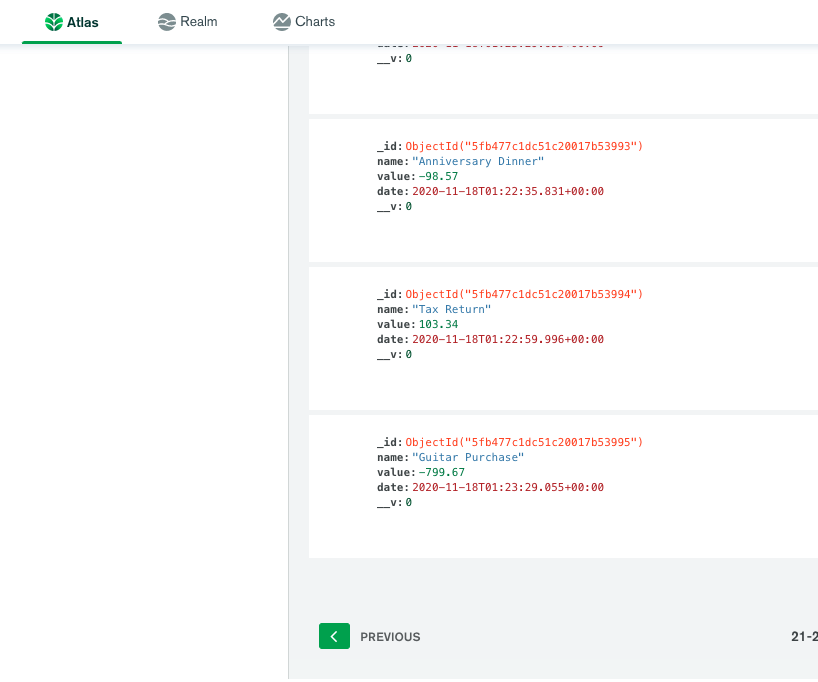 Atlas Realm Charts
__v: 0
_id: ObjectId("5fb477c1dc51c20017b53993")
name: "Anniversary Dinner"
value: -98.57
date: 2020-11-18T01:22:35.831+00:00
__v: 0
_id: ObjectId("5fb477c1dc51c20017b53994")
name: "Tax Return"
value: 103.34
date: 2020-11-18T01:22:59.996+00:00
__v: 0
_id: ObjectId("5fb477c1dc51c20017b53995")
name: "Guitar Purchase"
value: -799.67
date: 2020-11-18T01:23:29.055+00:00
__v: 0
PREVIOUS 21-2